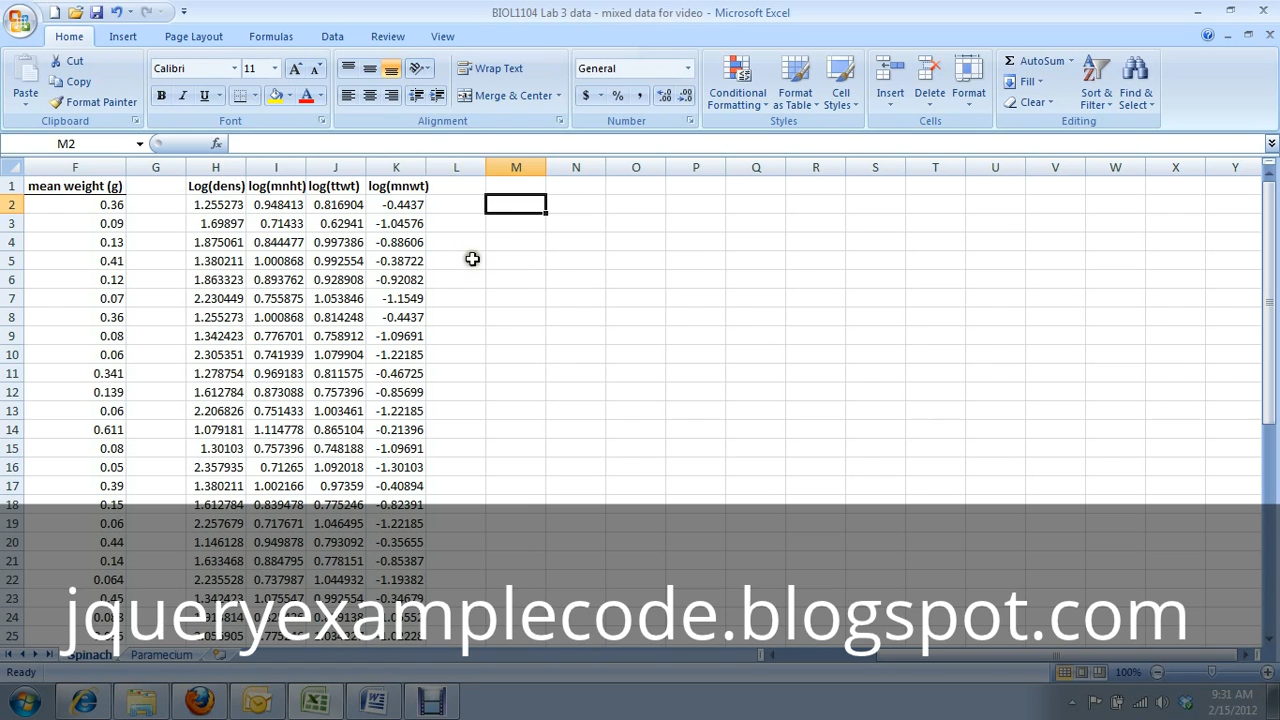 BIOL1104 Lab 3 data - mixed data for video - Microsoft Excel
Home Insert Page Layout Formulas Data Review View
Cut Calibri 11 Wrap Text General AutoSum
Copy Fill
Paste Format Painter Merge & Center $ % , Conditional Formatting Format as Table Cell Styles Insert Delete Format Clear Sort & Filter Find & Select
Clipboard Font Alignment Number Styles Cells Editing
M2 fx
F G H I J K L M N O P Q R S T U V W X Y
1 mean weight (g) Log(dens) log(mnht) log(ttwt) log(mnwt)
2 0.36 1.255273 0.948413 0.816904 -0.4437
3 0.09 1.69897 0.71433 0.62941 -1.04576
4 0.13 1.875061 0.844477 0.997386 -0.88606
5 0.41 1.380211 1.000868 0.992554 -0.38722
6 0.12 1.863323 0.893762 0.928908 -0.92082
7 0.07 2.230449 0.755875 1.053846 -1.1549
8 0.36 1.255273 1.000868 0.814248 -0.4437
9 0.08 1.342423 0.776701 0.758912 -1.09691
10 0.06 2.305351 0.741939 1.079904 -1.22185
11 0.341 1.278754 0.969183 0.811575 -0.46725
12 0.139 1.612784 0.873088 0.757396 -0.85699
13 0.06 2.206826 0.751433 1.003461 -1.22185
14 0.611 1.079181 1.114778 0.865104 -0.21396
15 0.08 1.30103 0.757396 0.748188 -1.09691
16 0.05 2.357935 0.71265 1.092018 -1.30103
17 0.39 1.380211 1.002166 0.97359 -0.40894
18 0.15 1.612784 0.839478 0.775246 -0.82391
19 0.06 2.257679 0.717671 1.046495 -1.22185
20 0.44 1.146128 0.949878 0.793092 -0.35655
21 0.14 1.633468 0.884795 0.778151 -0.85387
22 0.064 2.235528 0.737987 1.044932 -1.19382
23 0.45 1.342423 1.075547 0.992554 -0.34679
24
25
jqueryexamplecode.blogspot.com
Spinach Paramecium
Ready 100%
9:31 AM
2/15/2012